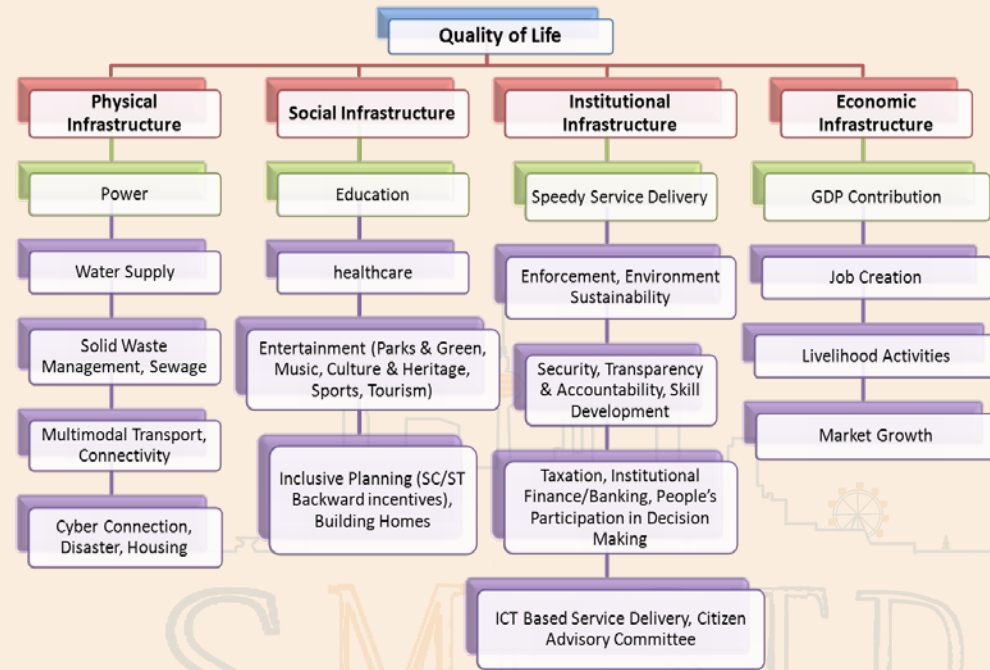 Quality of Life
Physical
Infrastructure
Power
Water Supply
Solid Waste
Management, Sewage
Multimodal Transport,
Connectivity
Cyber Connection,
Disaster, Housing
Social Infrastructure
Education
healthcare
Entertainment (Parks & Green,
Music, Culture & Heritage,
Sports, Tourism)
Inclusive Planning (SC/ST
Backward incentives),
Building Homes
Institutional
Infrastructure
Speedy Service Delivery
Enforcement, Environment
Sustainability
Security, Transparency
& Accountability, Skill
Development
Taxation, Institutional
Finance/Banking, People’s
Participation in Decision
Making
ICT Based Service Delivery, Citizen
Advisory Committee
Economic
Infrastructure
GDP Contribution
Job Creation
Livelihood Activities
Market Growth